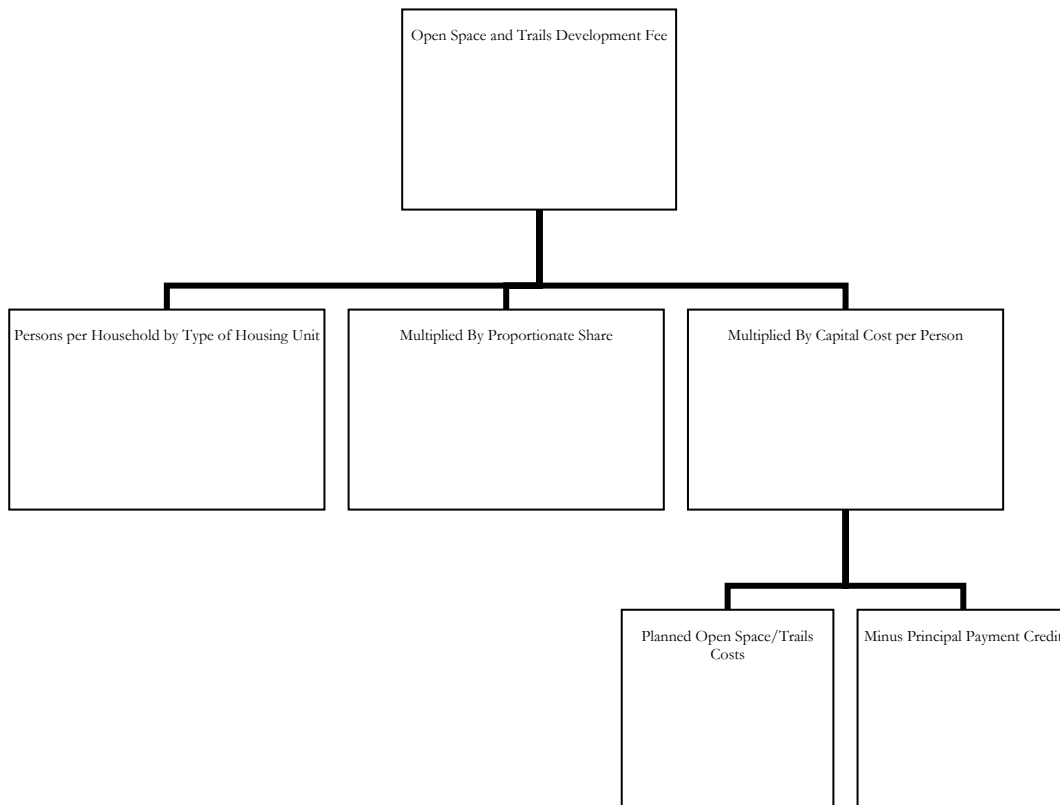 Open Space and Trails Development Fee
Persons per Household by Type of Housing Unit
Multiplied By Proportionate Share
Multiplied By Capital Cost per Person
Planned Open Space/Trails
Costs
Minus Principal Payment Credit